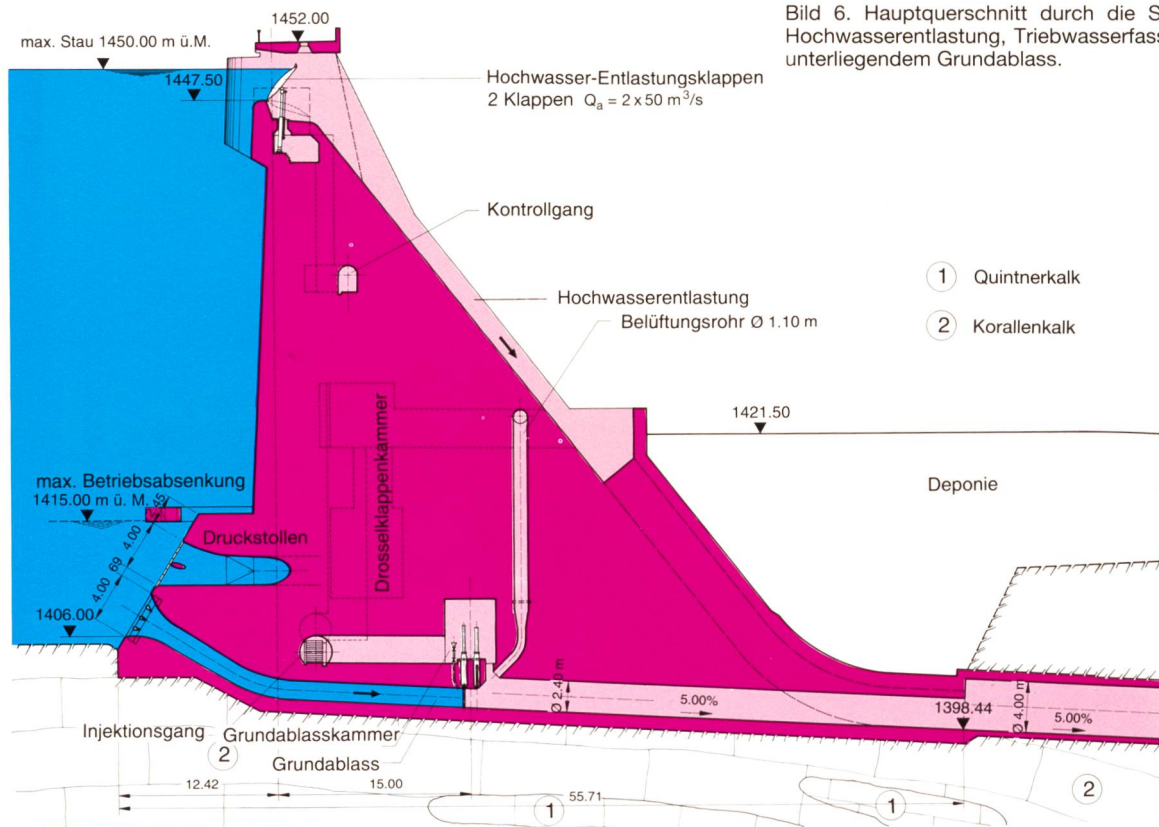 Bild 6. Hauptquerschnitt durch die
Hochwasserentlastung, Triebwasserfass
unterliegendem Grundablass.
1452.00
max. Stau 1450.00 m ü.M.
1447.50
Hochwasser-Entlastungsklappen
2 Klappen Qa = 2 x 50 m³/s
Kontrollgang
1 Quintnerkalk
Hochwasserentlastung
Belüftungsrohr Ø 1.10 m
2 Korallenkalk
1421.50
Deponie
Drosselklappenkammer
max. Betriebsabsenkung
1415.00 m ü. M.
4.00
69
4.00
Druckstollen
1406.00
Ø 2.40 m
5.00%
1398.44
Ø 4.00 m
5.00%
Injektionsgang
Grundablasskammer
2
Grundablass
12.42
15.00
55.71
1
1
2